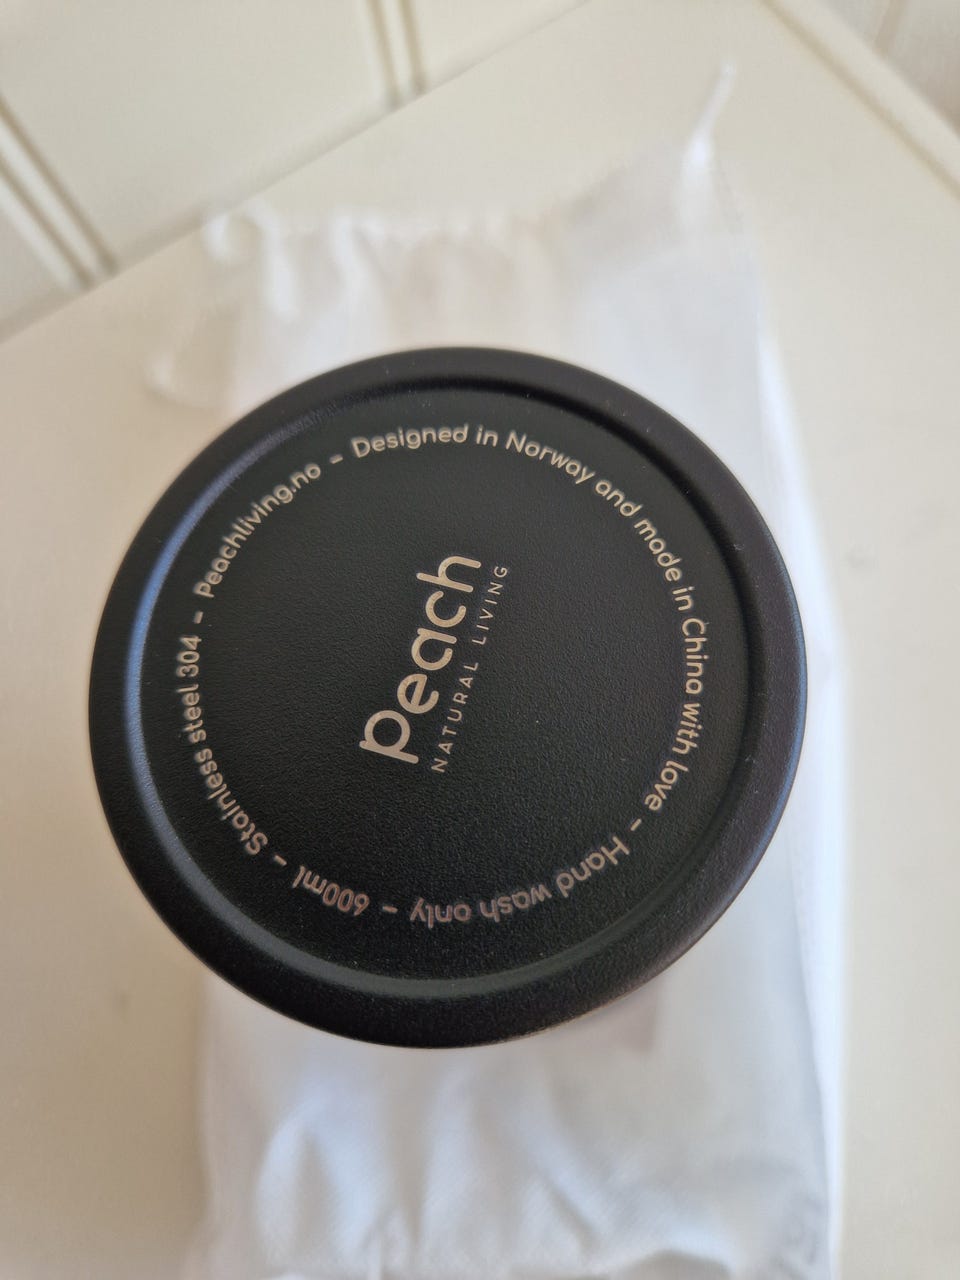 Peach
NATURAL LIVING
Designed in Norway and made in China with love - Hand wash only - 600ml - Stainless steel 304 - Peachliving.no -